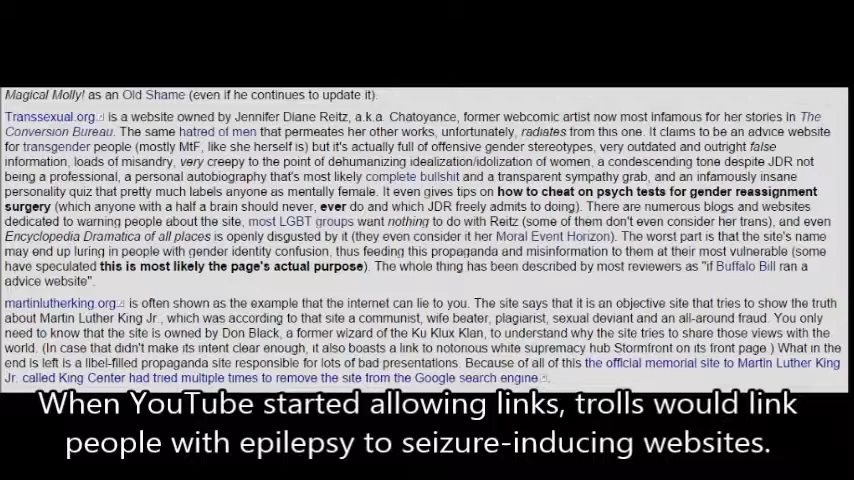 Magical Molly! as an Old Shame (even if he continues to update it).
Transsexual.org is a website owned by Jennifer Diane Reitz, a.k.a. Chatoyance, former webcomic artist now most infamous for her stories in The
Conversion Bureau. The same hatred of men that permeates her other works, unfortunately, radiates from this one. It claims to be an advice website
for transgender people (mostly MtF, like she herself is) but it's actually full of offensive gender stereotypes, very outdated and outright false
information, loads of misandry, very creepy to the point of dehumanizing idealization/idolization of women, a condescending tone despite JDR not
being a professional, a personal autobiography that's most likely complete bullshit and a transparent sympathy grab, and an infamously insane
personality quiz that pretty much labels anyone as mentally female. It even gives tips on how to cheat on psych tests for gender reassignment
surgery (which anyone with a half a brain should never, ever do and which JDR freely admits to doing). There are numerous blogs and websites
dedicated to warning people about the site, most LGBT groups want nothing to do with Reitz (some of them don't even consider her trans), and even
Encyclopedia Dramatica of all places is openly disgusted by it (they even consider it her Moral Event Horizon). The worst part is that the site's name
may end up luring in people with gender identity confusion, thus feeding this propaganda and misinformation to them at their most vulnerable (some
have speculated this is most likely the page's actual purpose). The whole thing has been described by most reviewers as "if Buffalo Bill ran a
advice website".
martinlutherking.org is often shown as the example that the internet can lie to you. The site says that it is an objective site that tries to show the truth
about Martin Luther King Jr., which was according to that site a communist, wife beater, plagiarist, sexual deviant and an all-around fraud. You only
need to know that the site is owned by Don Black, a former wizard of the Ku Klux Klan, to understand why the site tries to share those views with the
world. (In case that didn't make its intent clear enough, it also boasts a link to notorious white supremacy hub Stormfront on its front page.) What in the
end is left is a libel-filled propaganda site responsible for lots of bad presentations. Because of all of this the official memorial site to Martin Luther King
Jr. called King Center had tried multiple times to remove the site from the Google search engine.
When YouTube started allowing links, trolls would link
people with epilepsy to seizure-inducing websites.